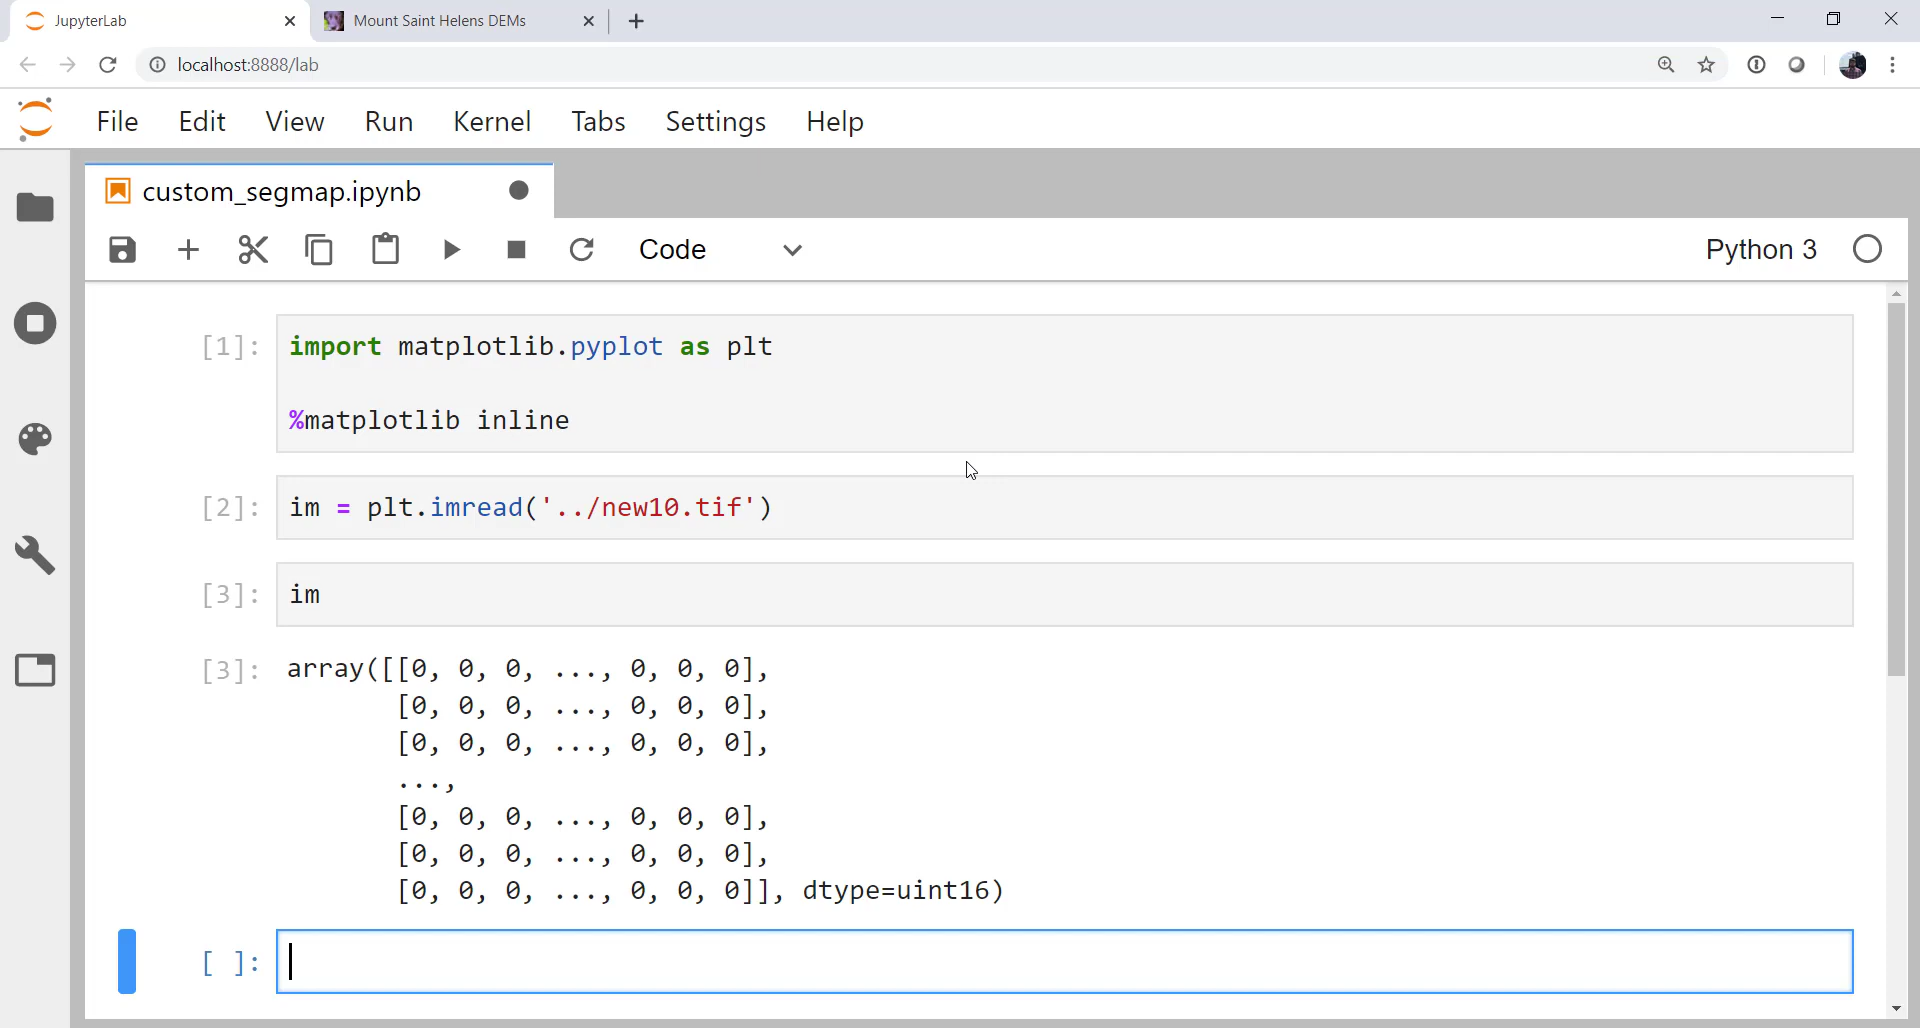 JupyterLab
Mount Saint Helens DEMs
localhost:8888/lab
File Edit View Run Kernel Tabs Settings Help
custom_segmap.ipynb
Code
Python 3
[1]: import matplotlib.pyplot as plt
%matplotlib inline
[2]: im = plt.imread('../new10.tif')
[3]: im
[3]: array([[0, 0, 0, ..., 0, 0, 0],
[0, 0, 0, ..., 0, 0, 0],
[0, 0, 0, ..., 0, 0, 0],
...,
[0, 0, 0, ..., 0, 0, 0],
[0, 0, 0, ..., 0, 0, 0],
[0, 0, 0, ..., 0, 0, 0]], dtype=uint16)
[ ]: